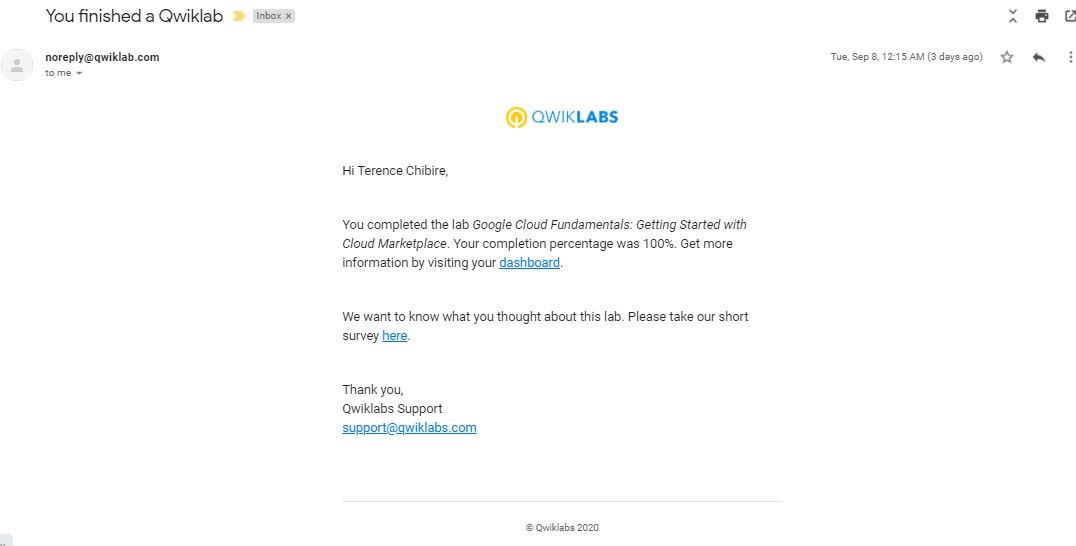 You finished a Qwiklab
Inbox x
noreply@qwiklab.com
Tue, Sep 8, 12:15 AM (3 days ago)
to me
QWIKLABS
Hi Terence Chibire,
You completed the lab Google Cloud Fundamentals: Getting Started with
Cloud Marketplace. Your completion percentage was 100%. Get more
information by visiting your dashboard.
We want to know what you thought about this lab. Please take our short
survey here.
Thank you,
Qwiklabs Support
support@qwiklabs.com
© Qwiklabs 2020